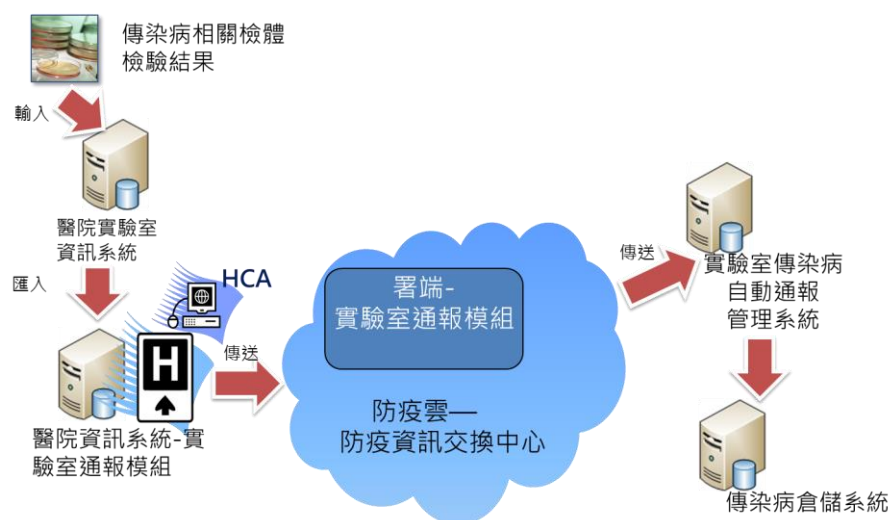 傳染病相關檢體
檢驗結果
輸入
醫院實驗室
資訊系統
匯入
HCA
H
醫院資訊系統-實
驗室通報模組
傳送
署端-
實驗室通報模組
防疫雲—
防疫資訊交換中心
傳送
實驗室傳染病
自動通報
管理系統
傳染病倉儲系統